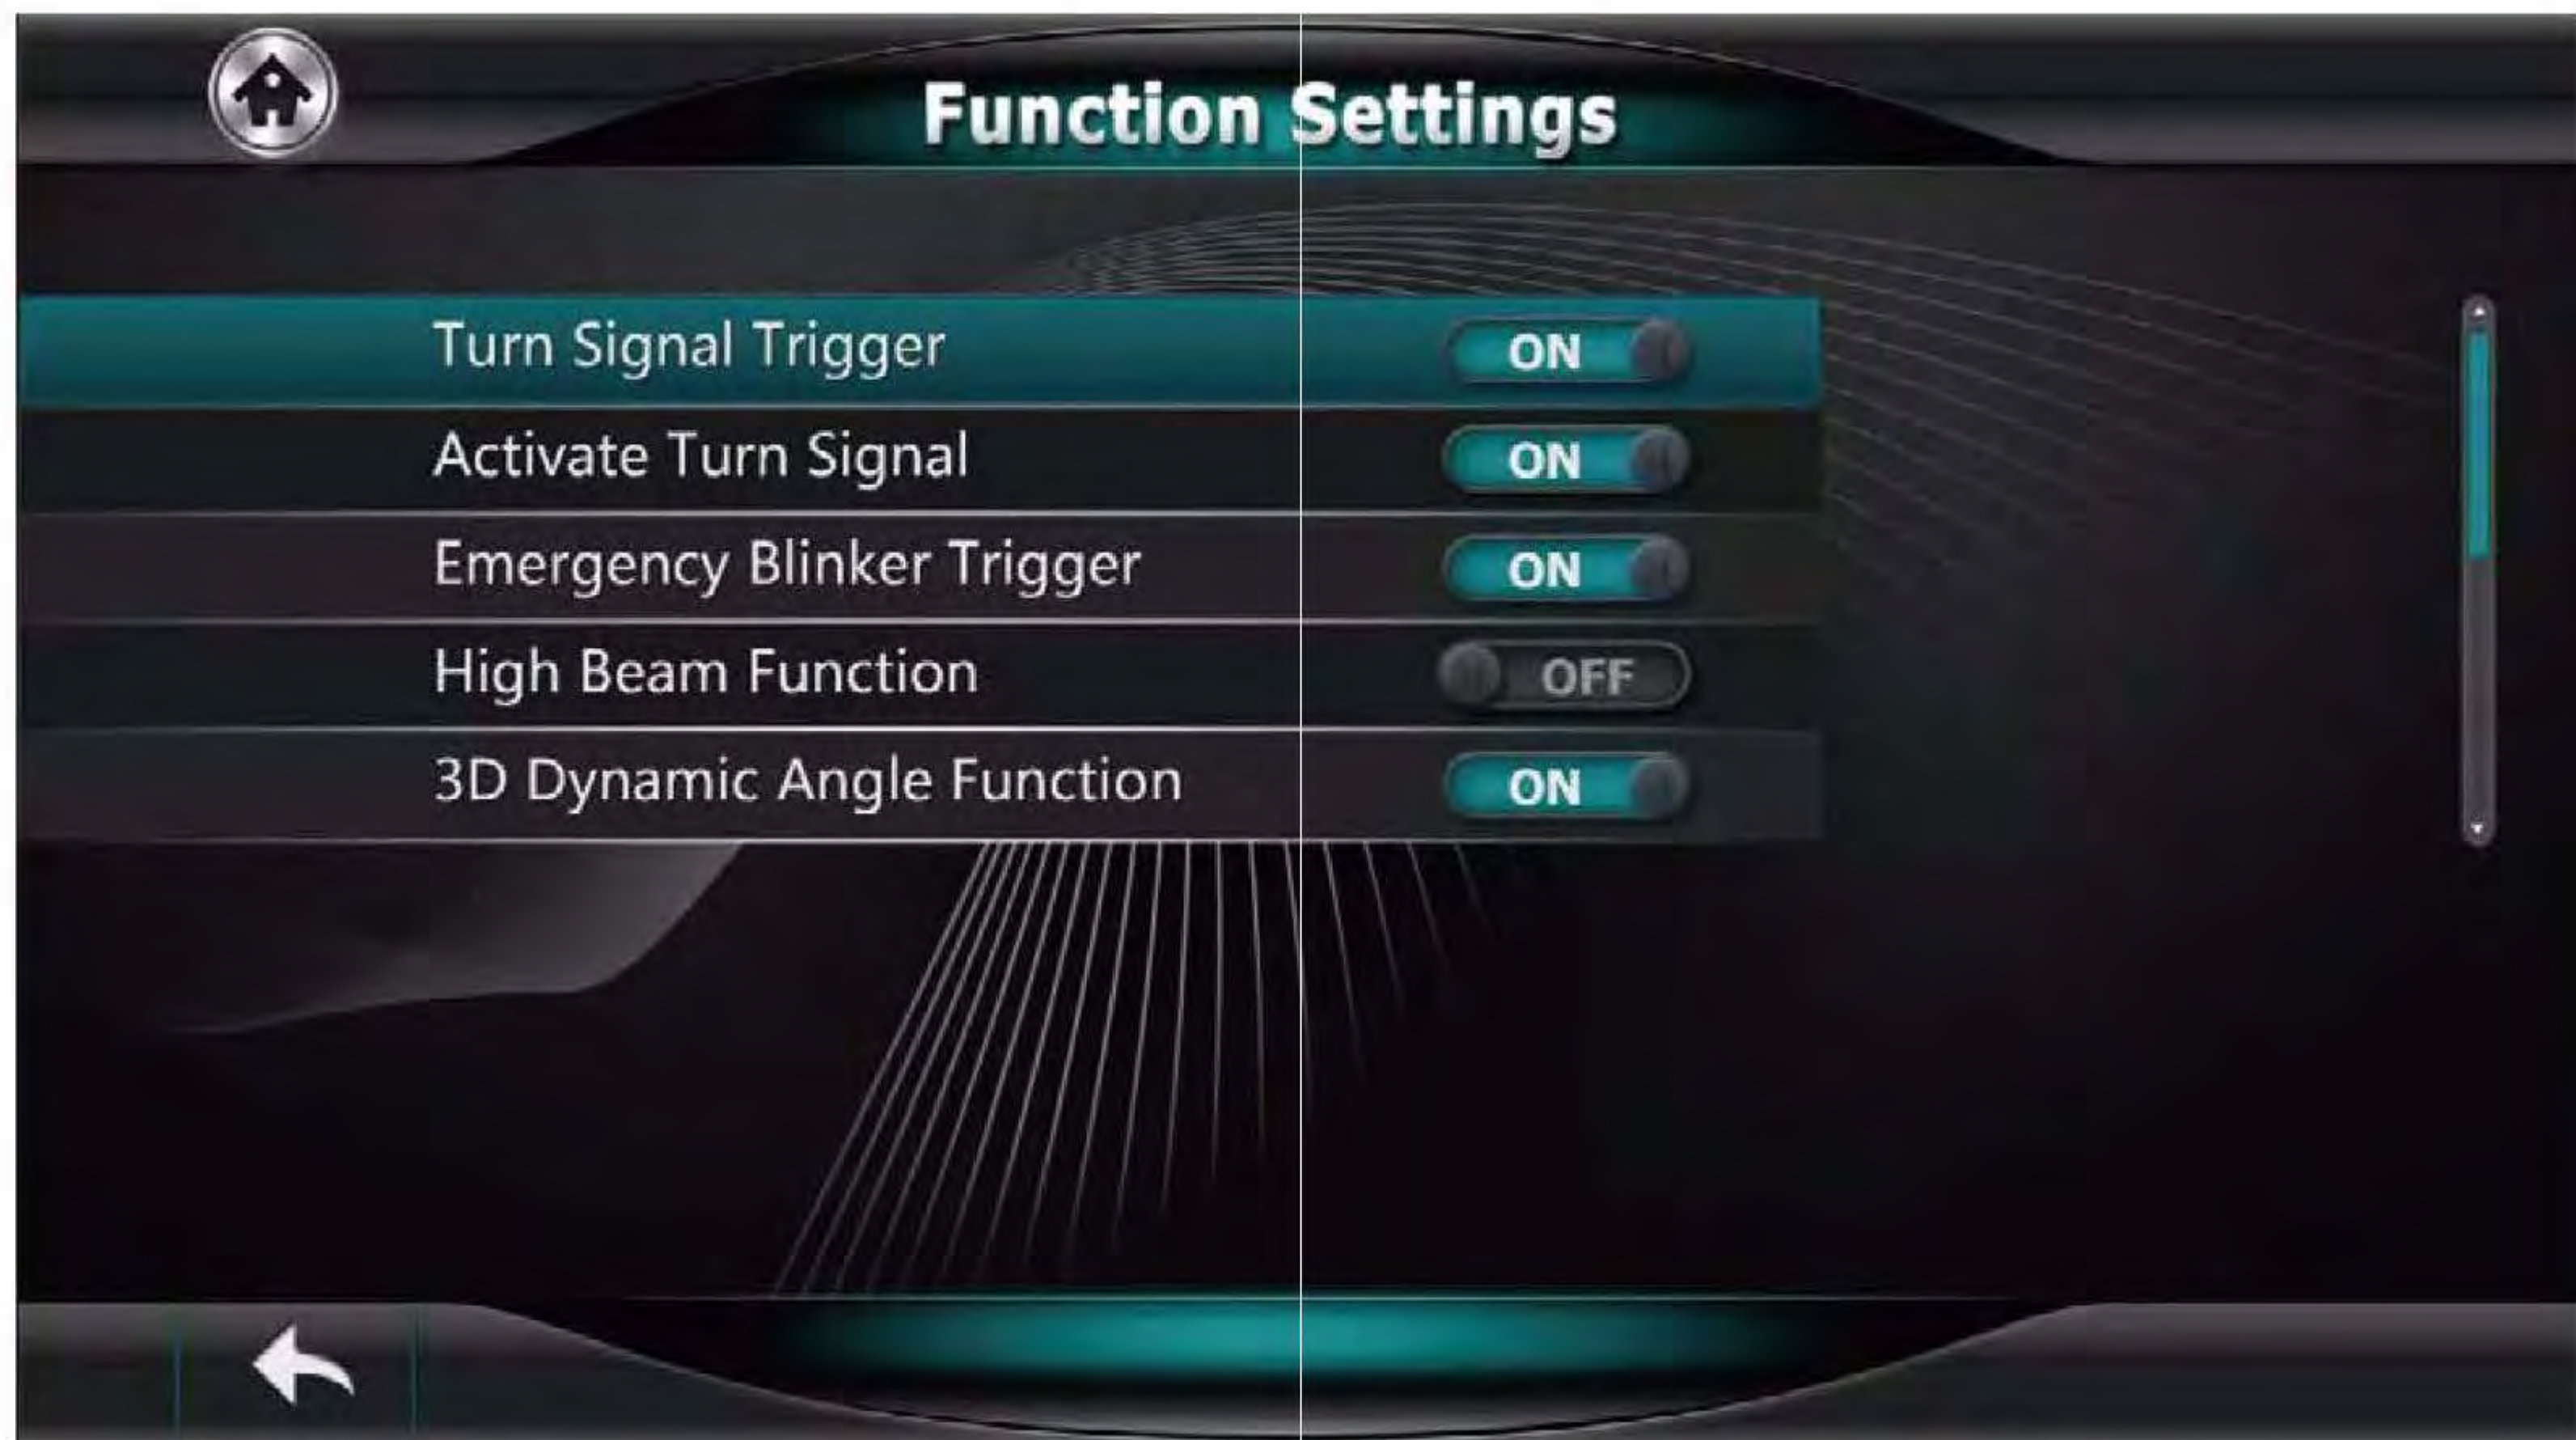 Function Settings
Turn Signal Trigger ON
Activate Turn Signal ON
Emergency Blinker Trigger ON
High Beam Function OFF
3D Dynamic Angle Function ON